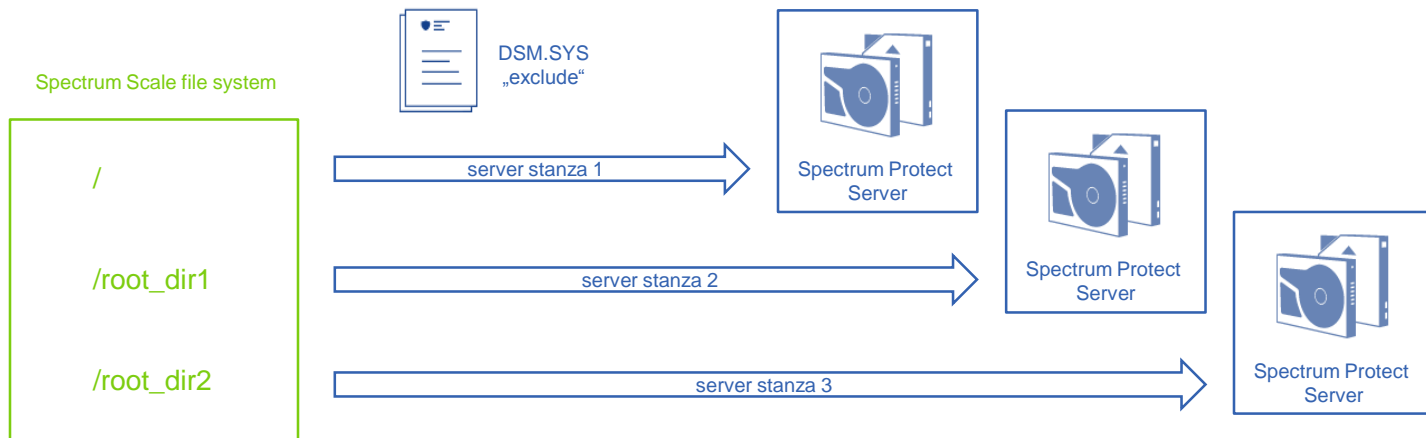 DSM.SYS
„exclude“
Spectrum Scale file system
/
server stanza 1
Spectrum Protect
Server
/root_dir1
server stanza 2
Spectrum Protect
Server
/root_dir2
server stanza 3
Spectrum Protect
Server